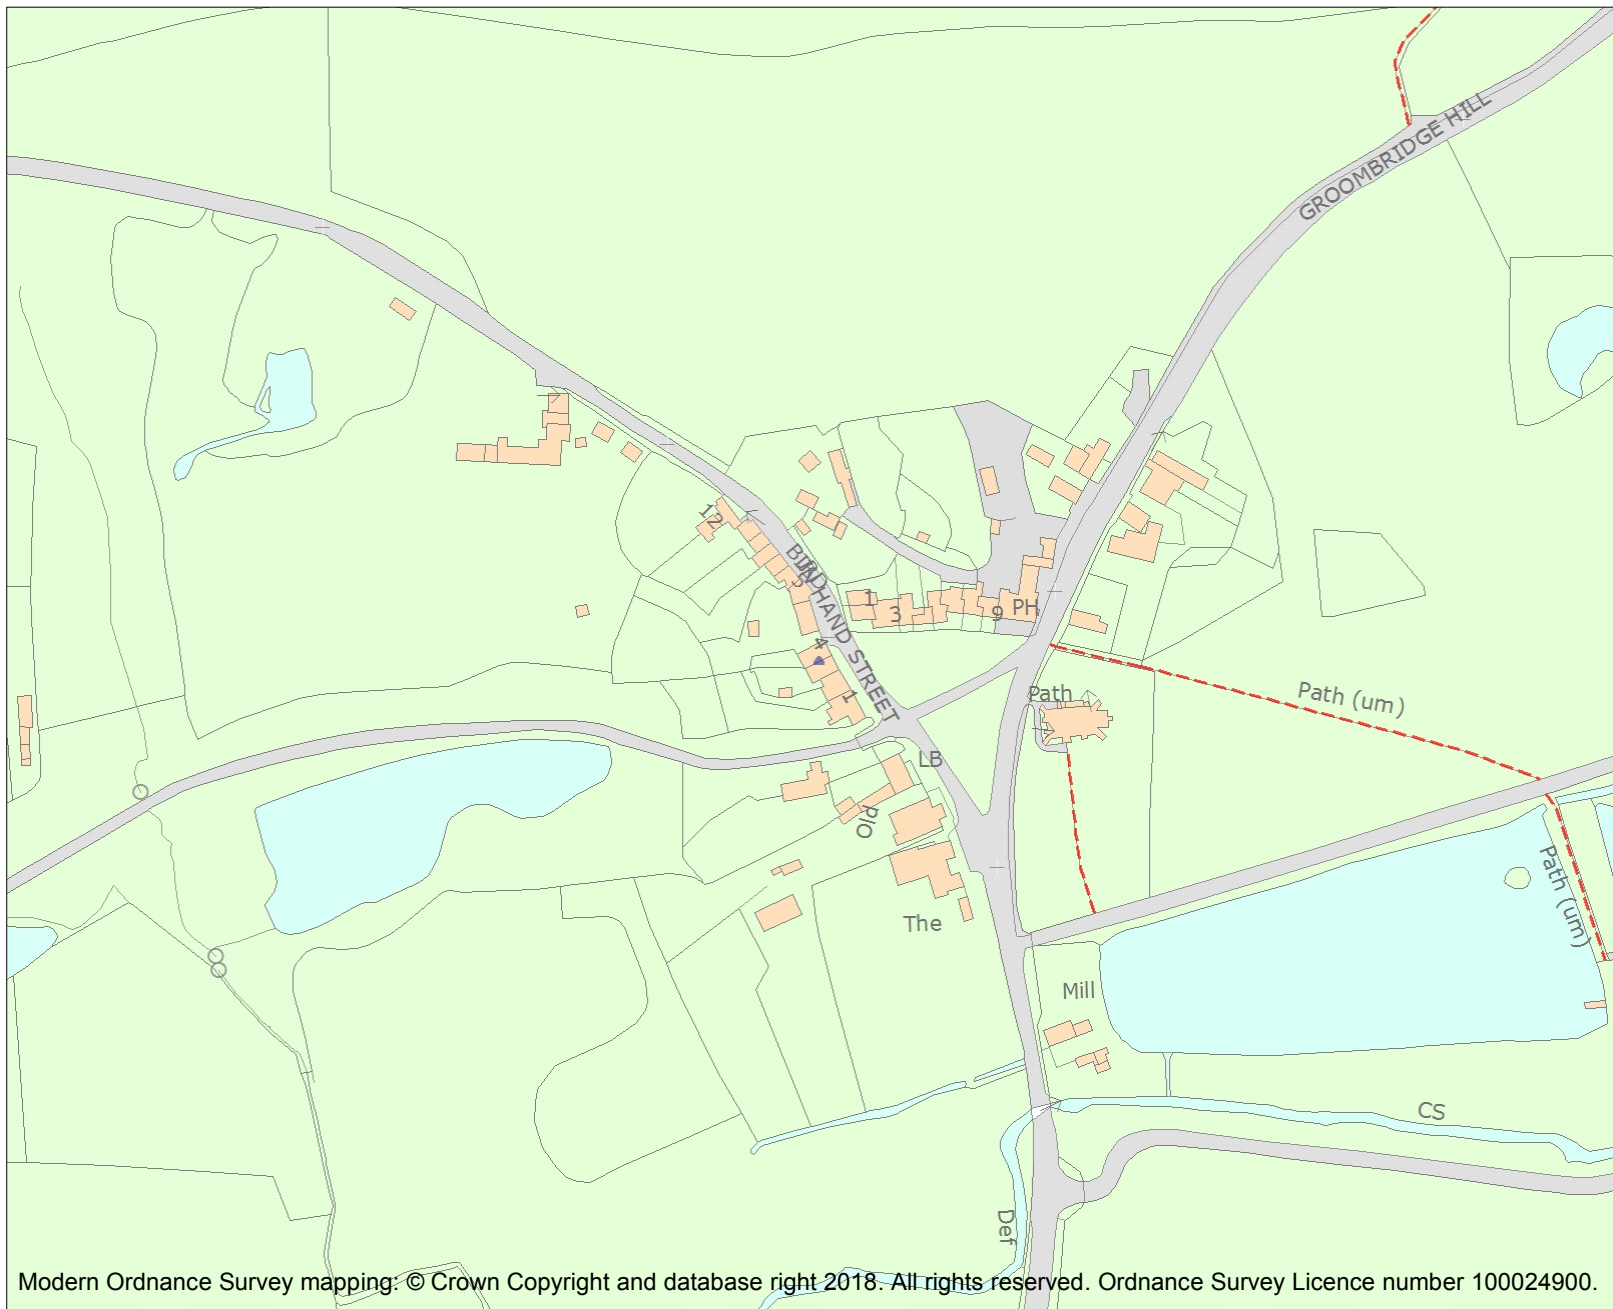 GROOMBRIDGE HILL
12
BLINDHAND STREET
5
1
3
9
PH
4
1
Path
Path (um)
LB
Old
Path (um)
The
Mill
CS
Def
Modern Ordnance Survey mapping: © Crown Copyright and database right 2018. All rights reserved. Ordnance Survey Licence number 100024900.